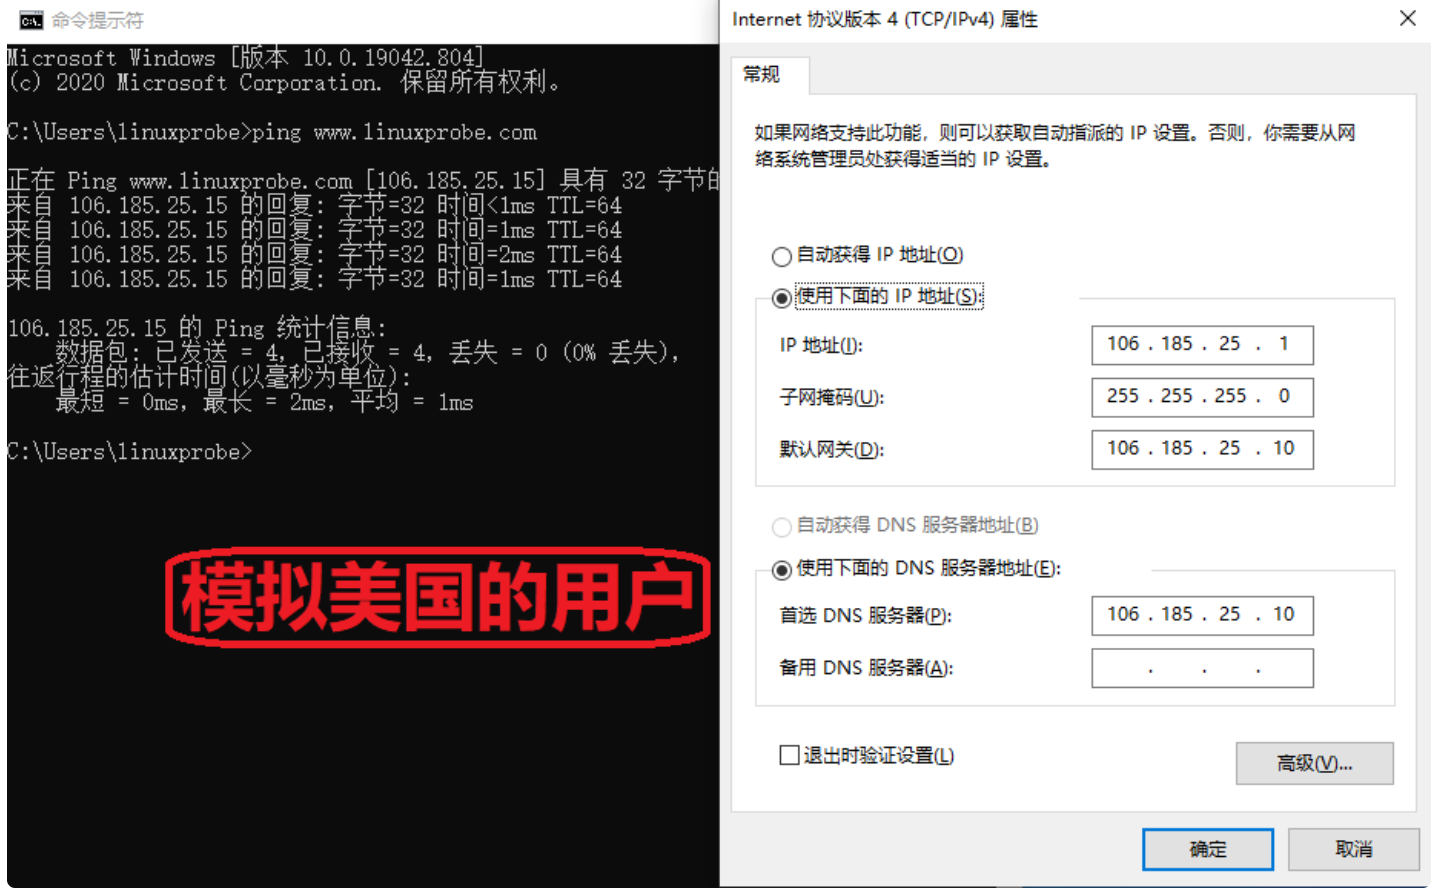 命令提示符
Microsoft Windows [版本 10.0.19042.804]
(c) 2020 Microsoft Corporation. 保留所有权利。
C:\Users\linuxprobe>ping www.linuxprobe.com
正在 Ping www.linuxprobe.com [106.185.25.15] 具有 32 字节的
来自 106.185.25.15 的回复: 字节=32 时间<1ms TTL=64
来自 106.185.25.15 的回复: 字节=32 时间=1ms TTL=64
来自 106.185.25.15 的回复: 字节=32 时间=2ms TTL=64
来自 106.185.25.15 的回复: 字节=32 时间=1ms TTL=64
106.185.25.15 的 Ping 统计信息:
数据包: 已发送 = 4, 已接收 = 4, 丢失 = 0 (0% 丢失),
往返行程的估计时间(以毫秒为单位):
最短 = 0ms, 最长 = 2ms, 平均 = 1ms
C:\Users\linuxprobe>
模拟美国的用户
Internet 协议版本 4 (TCP/IPv4) 属性
常规
如果网络支持此功能，则可以获取自动指派的 IP 设置。否则，你需要从网
络系统管理员处获得适当的 IP 设置。
自动获得 IP 地址(O)
使用下面的 IP 地址(S):
IP 地址(I): 106 . 185 . 25 . 1
子网掩码(U): 255 . 255 . 255 . 0
默认网关(D): 106 . 185 . 25 . 10
自动获得 DNS 服务器地址(B)
使用下面的 DNS 服务器地址(E):
首选 DNS 服务器(P): 106 . 185 . 25 . 10
备用 DNS 服务器(A): . . .
退出时验证设置(L)
高级(V)...
确定 取消